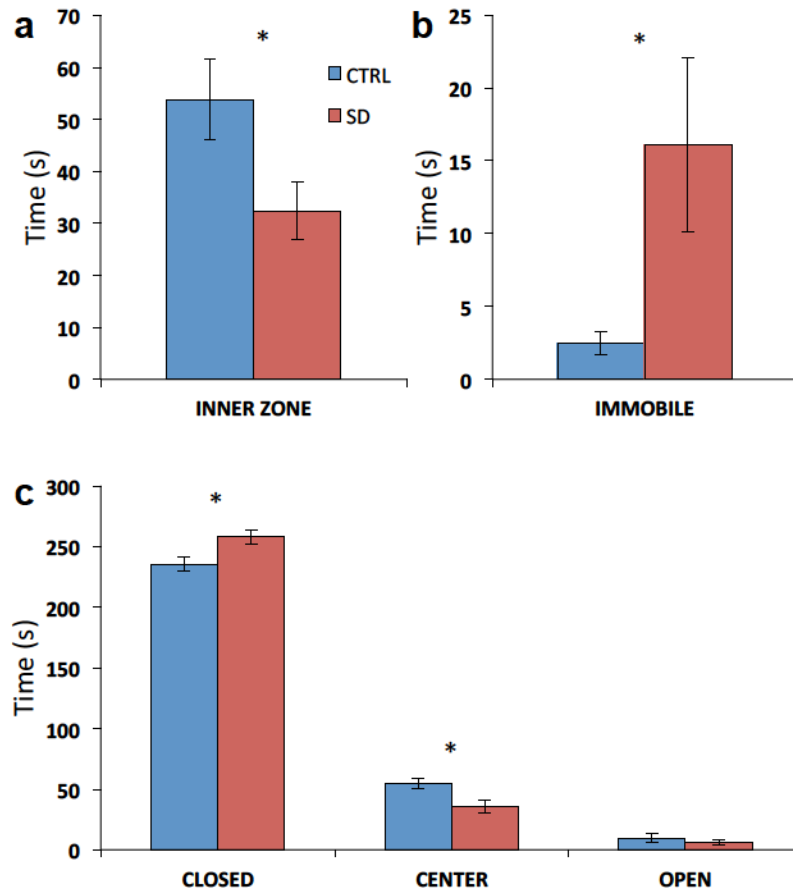 a
*
70
60
50
40
30
20
10
0
Time (s)
CTRL
SD
INNER ZONE
b
*
25
20
15
10
5
0
Time (s)
IMMOBILE
c
300
250
200
150
100
50
0
Time (s)
*
*
CLOSED CENTER OPEN